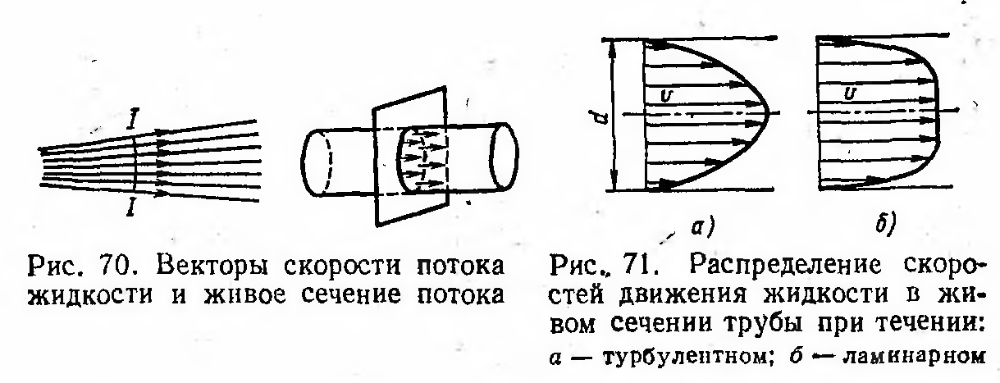 I
I
d
υ
υ
а)
б)
Рис. 70. Векторы скорости потока
жидкости и живое сечение потока
Рис. 71. Распределение скоро-
стей движения жидкости в жи-
вом сечении трубы при течении:
а — турбулентном; б — ламинарном